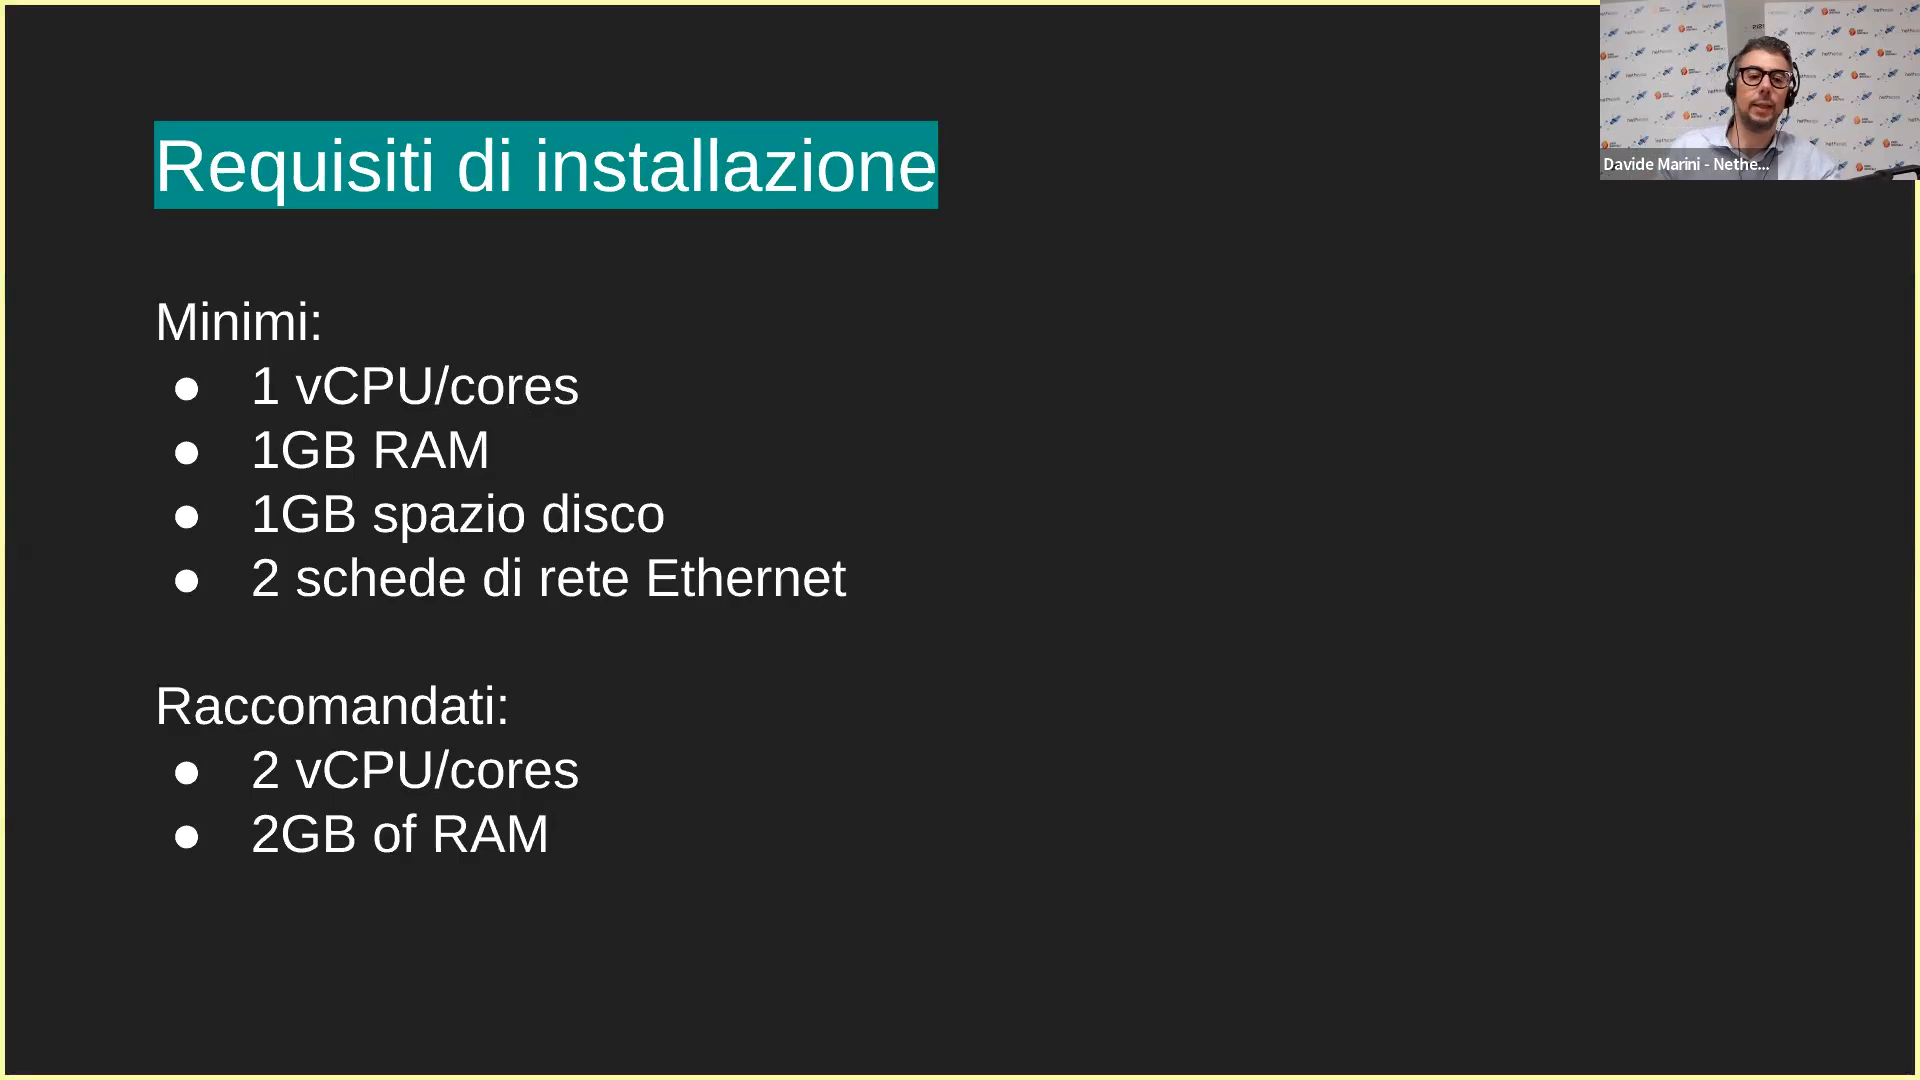 Requisiti di installazione
Minimi:
● 1 vCPU/cores
● 1GB RAM
● 1GB spazio disco
● 2 schede di rete Ethernet
Raccomandati:
● 2 vCPU/cores
● 2GB of RAM
Davide Marini - Nethe...